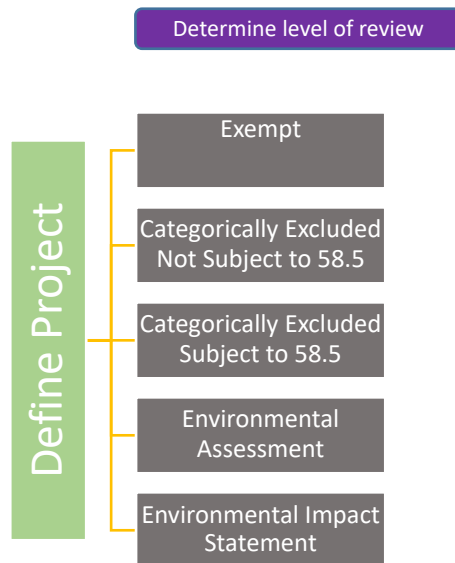 Determine level of review
Define Project
Exempt
Categorically Excluded
Not Subject to 58.5
Categorically Excluded
Subject to 58.5
Environmental
Assessment
Environmental Impact
Statement